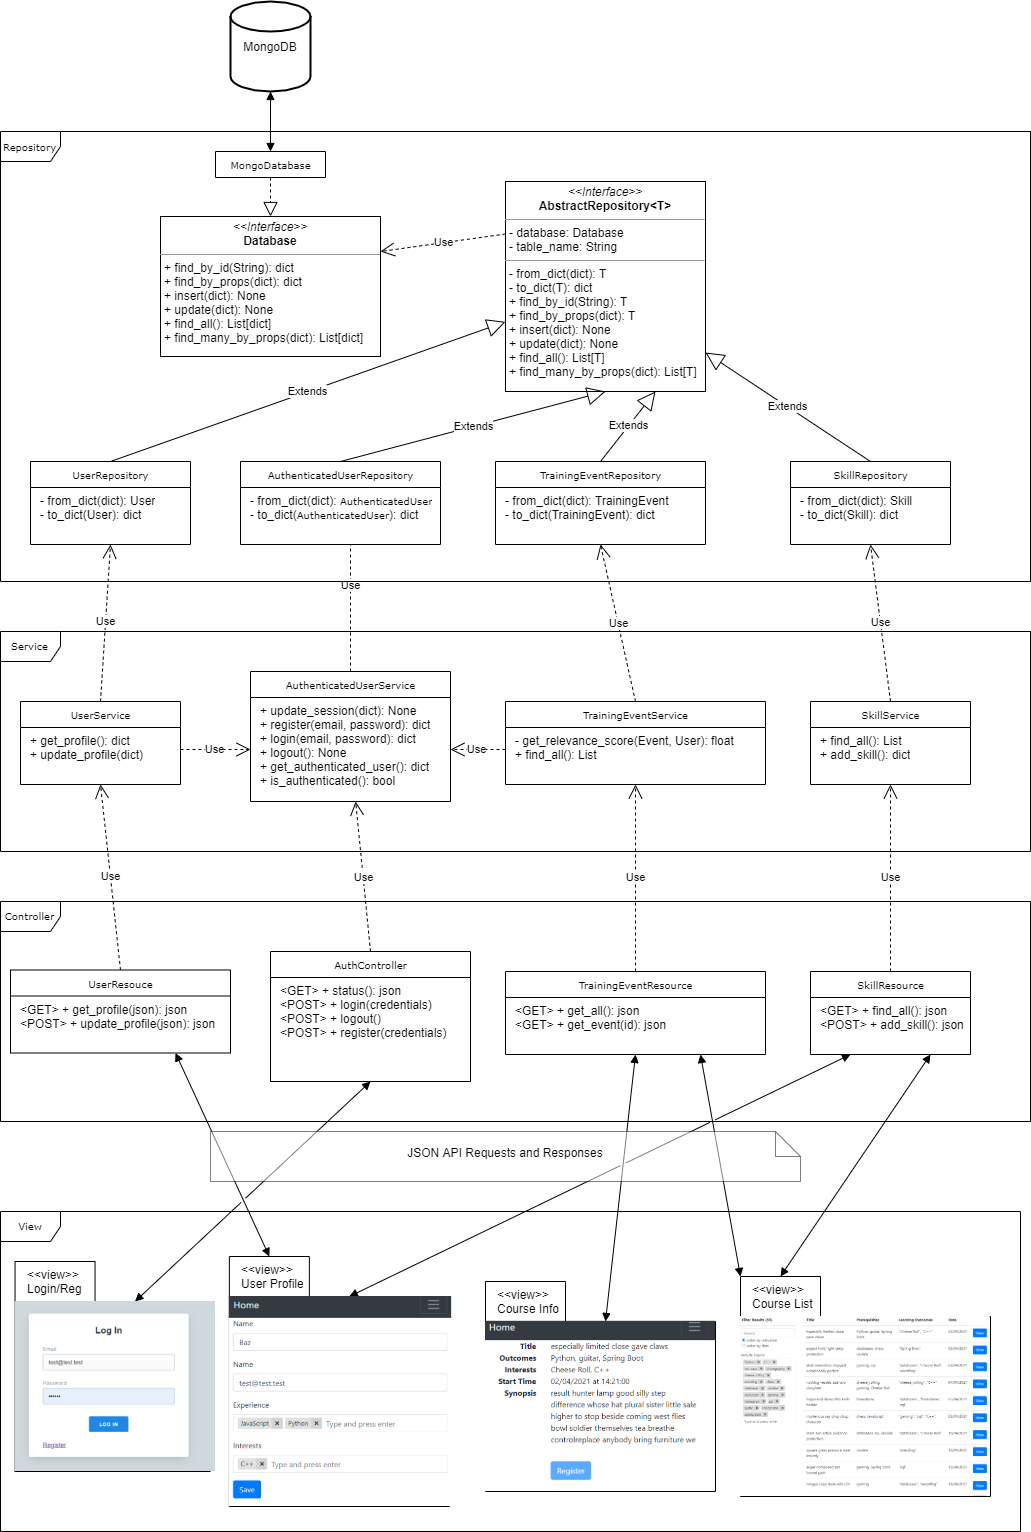 MongoDB
Repository
MongoDatabase
<<Interface>>
Database
+ find_by_id(String): dict
+ find_by_props(dict): dict
+ insert(dict): None
+ update(dict): None
+ find_all(): List[dict]
+ find_many_by_props(dict): List[dict]
Use
<<Interface>>
AbstractRepository<T>
- database: Database
- table_name: String
- from_dict(dict): T
- to_dict(T): dict
+ find_by_id(String): T
+ find_by_props(dict): T
+ insert(dict): None
+ update(dict): None
+ find_all(): List[T]
+ find_many_by_props(dict): List[T]
Extends
Extends
Extends
Extends
UserRepository
- from_dict(dict): User
- to_dict(User): dict
AuthenticatedUserRepository
- from_dict(dict): AuthenticatedUser
- to_dict(AuthenticatedUser): dict
TrainingEventRepository
- from_dict(dict): TrainingEvent
- to_dict(TrainingEvent): dict
SkillRepository
- from_dict(dict): Skill
- to_dict(Skill): dict
Use
Use
Use
Use
Service
UserService
+ get_profile(): dict
+ update_profile(dict)
Use
AuthenticatedUserService
+ update_session(dict): None
+ register(email, password): dict
+ login(email, password): dict
+ logout(): None
+ get_authenticated_user(): dict
+ is_authenticated(): bool
Use
TrainingEventService
- get_relevance_score(Event, User): float
+ find_all(): List
SkillService
+ find_all(): List
+ add_skill(): dict
Use
Use
Use
Use
Controller
UserResouce
<GET> + get_profile(json): json
<POST> + update_profile(json): json
AuthController
<GET> + status(): json
<POST> + login(credentials)
<POST> + logout()
<POST> + register(credentials)
TrainingEventResource
<GET> + get_all(): json
<GET> + get_event(id): json
SkillResource
<GET> + find_all(): json
<POST> + add_skill(): json
JSON API Requests and Responses
View
<<view>>
Login/Reg
Log In
Email
test@test.test
Password
LOG IN
Register
<<view>>
User Profile
Home
Name
Baz
Name
test@test.test
Experience
JavaScript × Python × Type and press enter
Interests
C++ × Type and press enter
Save
<<view>>
Course Info
Home
Title especially limited close gave claws
Outcomes Python, guitar, Spring Boot
Interests Cheese Roll, C++
Start Time 02/04/2021 at 14:21:00
Synopsis result hunter lamp good silly step
difference whose hat plural sister little sale
higher to stop beside coming west flies
bowl soldier themselves tea breathe
controlreplace anybody bring furniture we
Register
<<view>>
Course List
Title Prerequisites Learning Outcomes Date
especially limited close gave claws